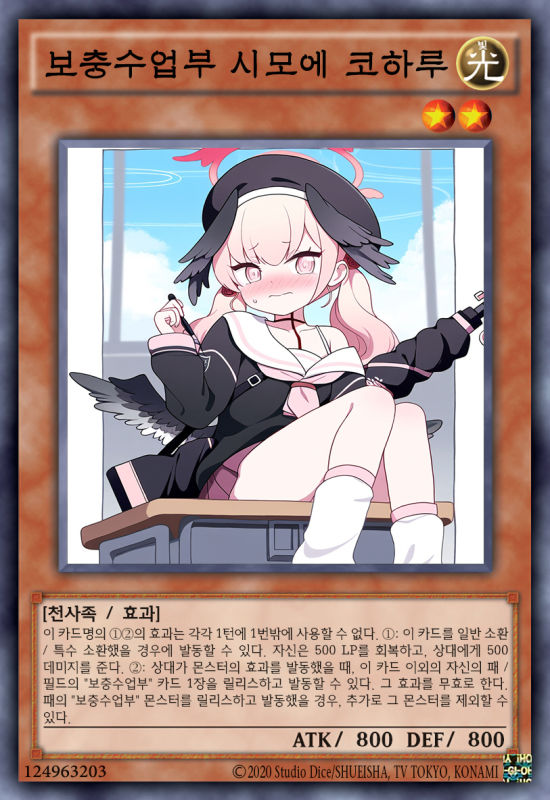 보충수업부 시모에 코하루
빛
光
[천사족 / 효과]
이 카드명의 ①②의 효과는 각각 1턴에 1번밖에 사용할 수 없다. ①: 이 카드를 일반 소환
/ 특수 소환했을 경우에 발동할 수 있다. 자신은 500 LP를 회복하고, 상대에게 500
데미지를 준다. ②: 상대가 몬스터의 효과를 발동했을 때, 이 카드 이외의 자신의 패 /
필드의 "보충수업부" 카드 1장을 릴리스하고 발동할 수 있다. 그 효과를 무효로 한다.
패의 "보충수업부" 몬스터를 릴리스하고 발동했을 경우, 추가로 그 몬스터를 제외할 수
있다.
ATK/ 800 DEF/ 800
124963203
©2020 Studio Dice/SHUEISHA, TV TOKYO, KONAMI